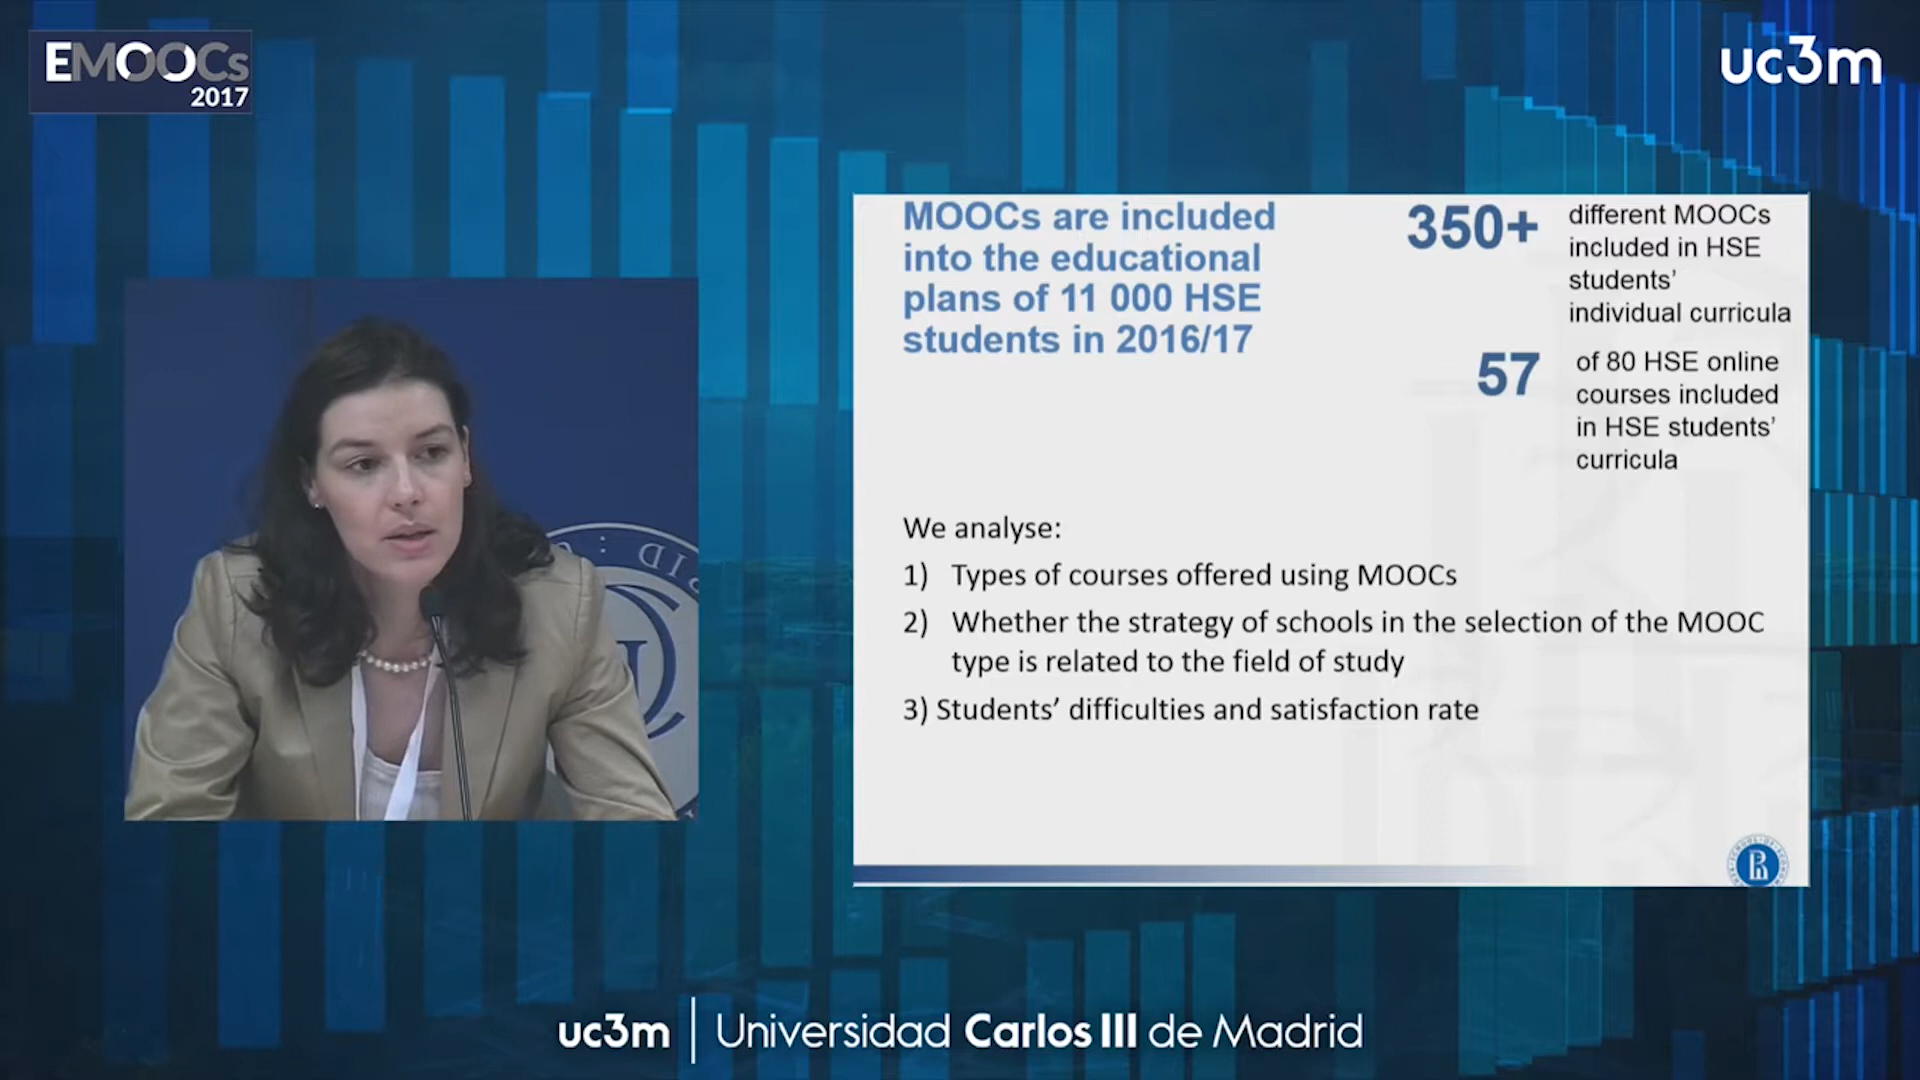 EMOOCs
2017
uc3m
MOOCs are included
into the educational
plans of 11 000 HSE
students in 2016/17
350+
different MOOCs
included in HSE
students’
individual curricula
57
of 80 HSE online
courses included
in HSE students’
curricula
We analyse:
1) Types of courses offered using MOOCs
2) Whether the strategy of schools in the selection of the MOOC
type is related to the field of study
3) Students’ difficulties and satisfaction rate
uc3m | Universidad Carlos III de Madrid